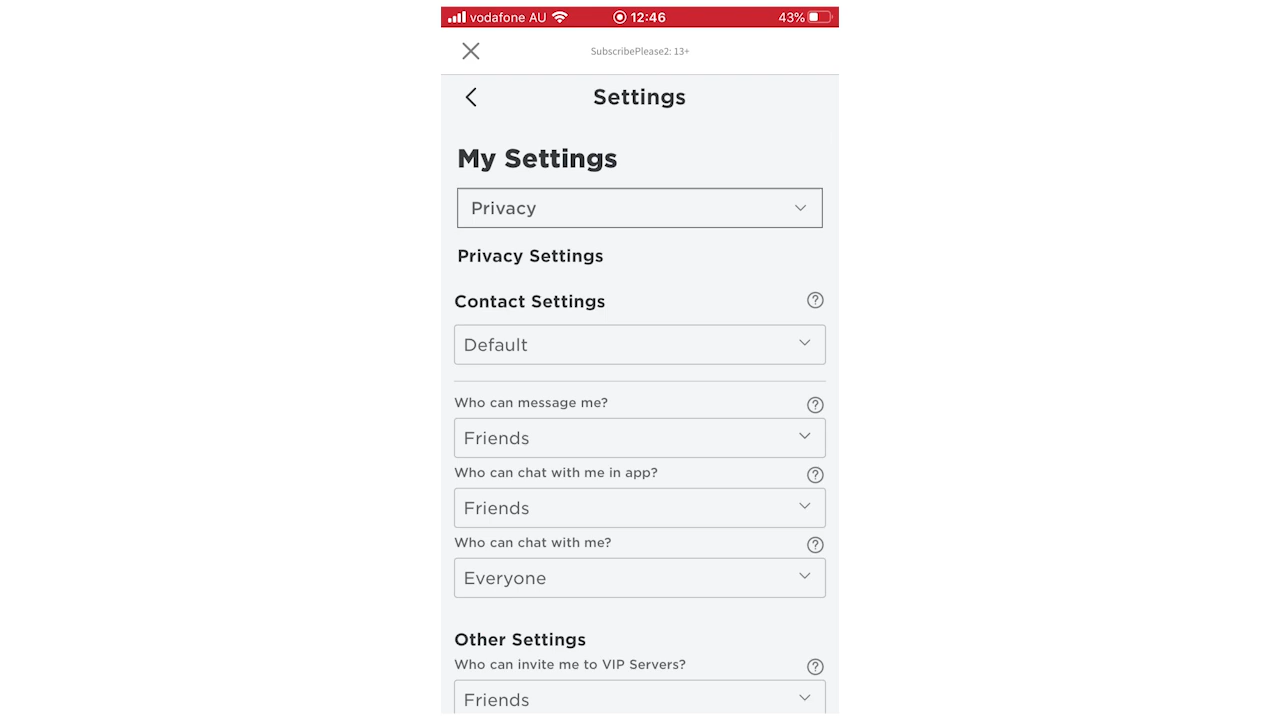 vodafone AU 12:46 43%
SubscribePlease2: 13+
Settings
My Settings
Privacy
Privacy Settings
Contact Settings
Default
Who can message me?
Friends
Who can chat with me in app?
Friends
Who can chat with me?
Everyone
Other Settings
Who can invite me to VIP Servers?
Friends